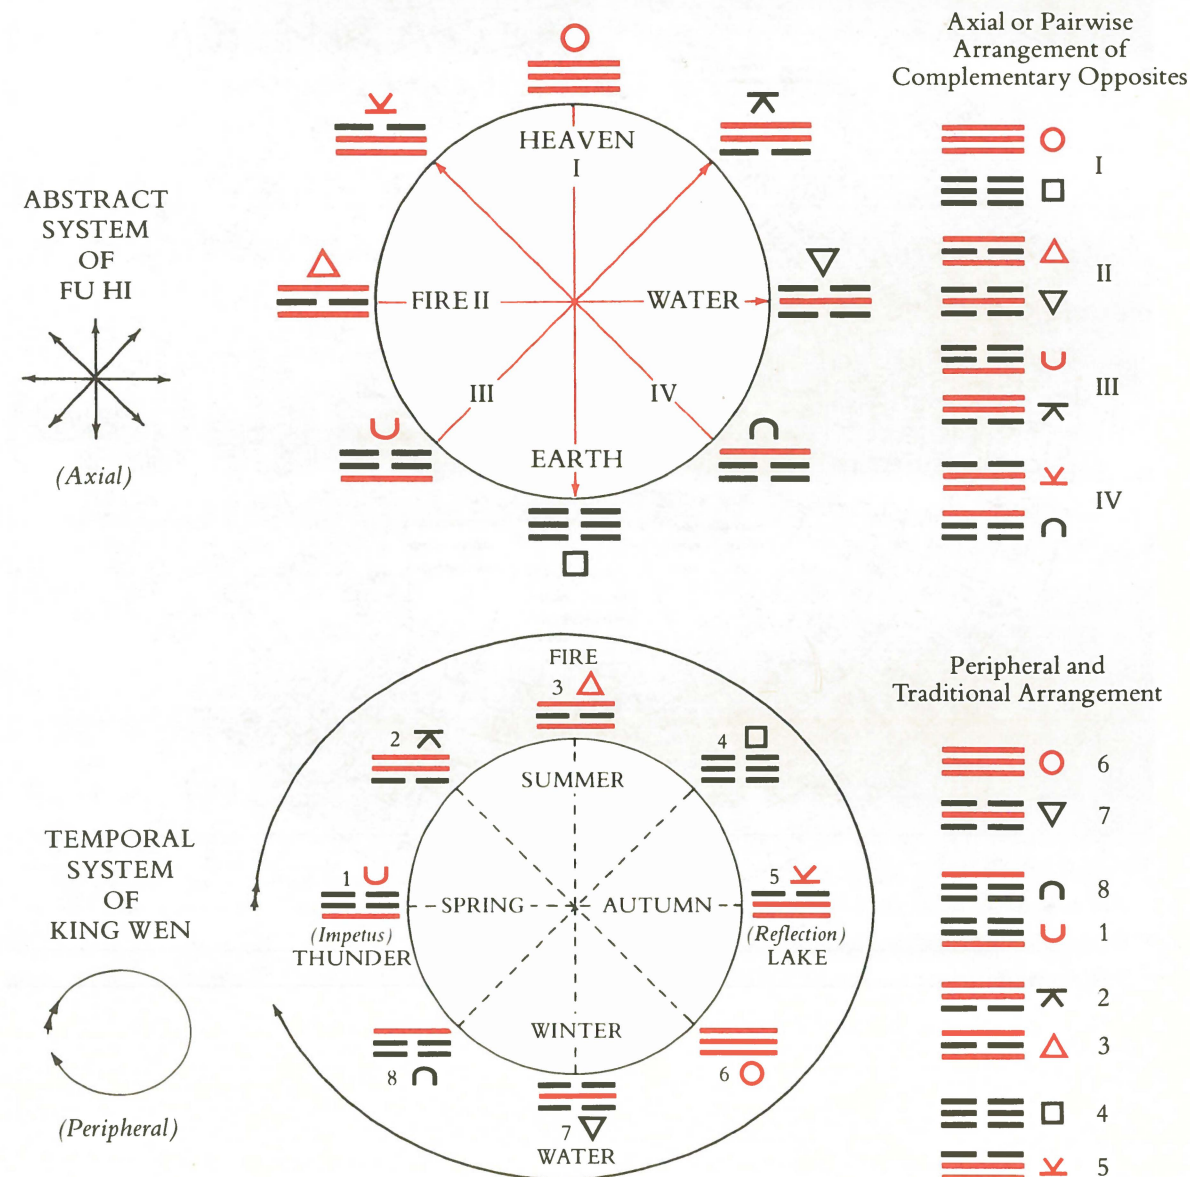 Axial or Pairwise
Arrangement of
Complementary Opposites
HEAVEN
I
ABSTRACT
SYSTEM
OF
FU HI
(Axial)
FIRE II
WATER
III
IV
EARTH
I
II
III
IV
Peripheral and
Traditional Arrangement
TEMPORAL
SYSTEM
OF
KING WEN
(Peripheral)
FIRE
3
2
4
SUMMER
1
SPRING
AUTUMN
5
(Impetus)
THUNDER
(Reflection)
LAKE
WINTER
8
6
7
WATER
6
7
8
1
2
3
4
5